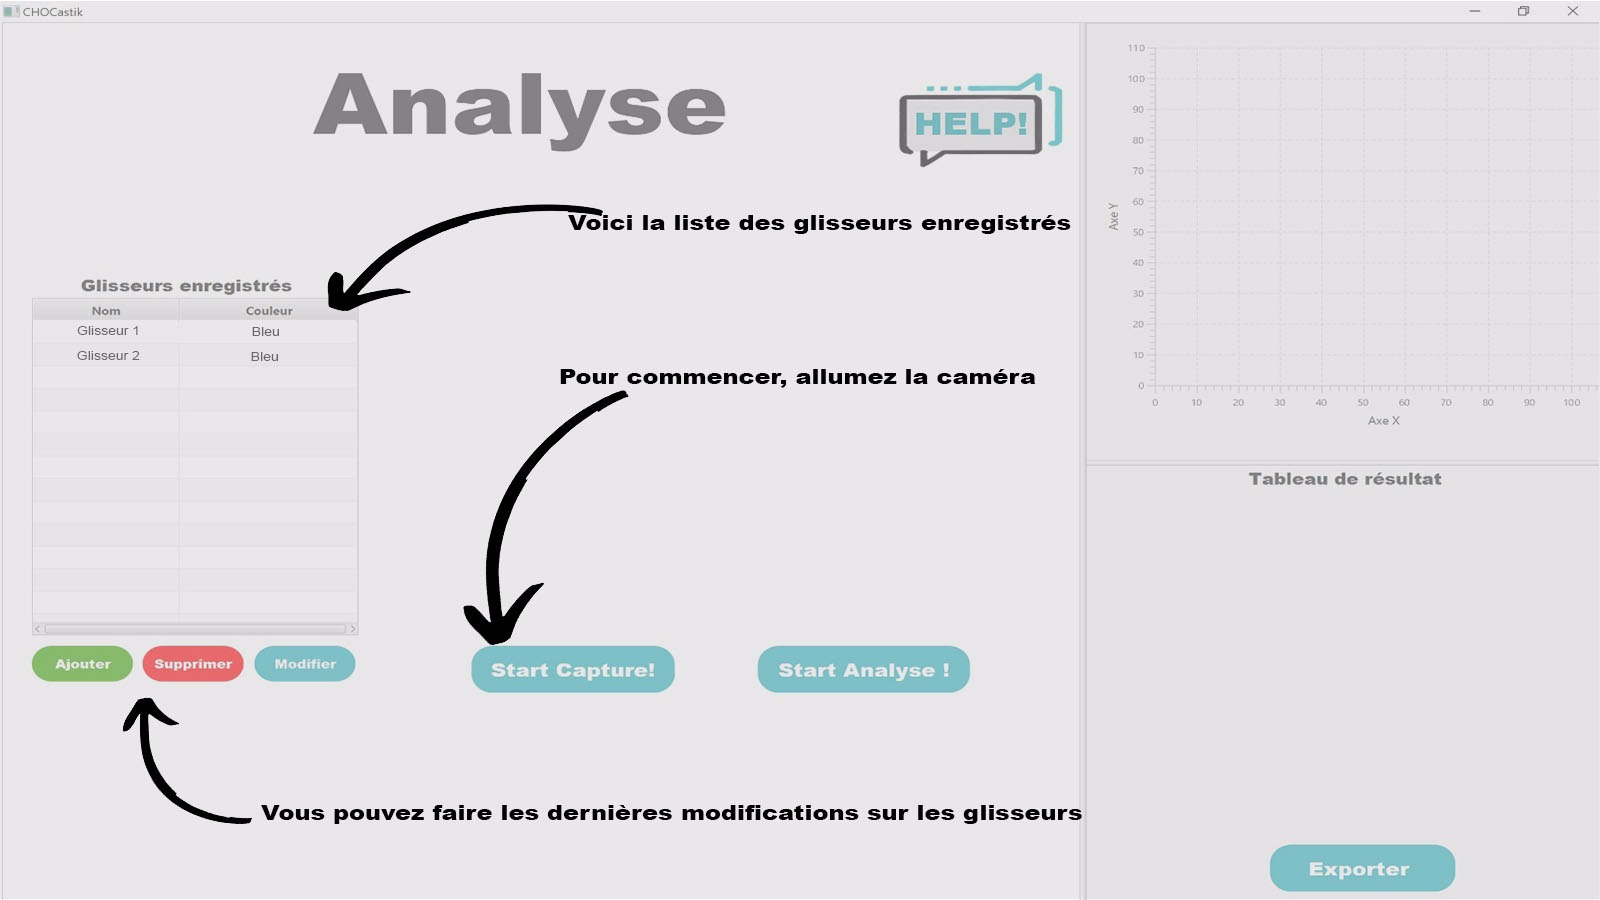 CHOCastik
Analyse
HELP!
Voici la liste des glisseurs enregistrés
Glisseurs enregistrés
Nom Couleur
Glisseur 1 Bleu
Glisseur 2 Bleu
Pour commencer, allumez la caméra
Ajouter Supprimer Modifier
Start Capture! Start Analyse !
Vous pouvez faire les dernières modifications sur les glisseurs
110
100
90
80
70
60
50
40
30
20
10
0
Axe Y
0 10 20 30 40 50 60 70 80 90 100
Axe X
Tableau de résultat
Exporter